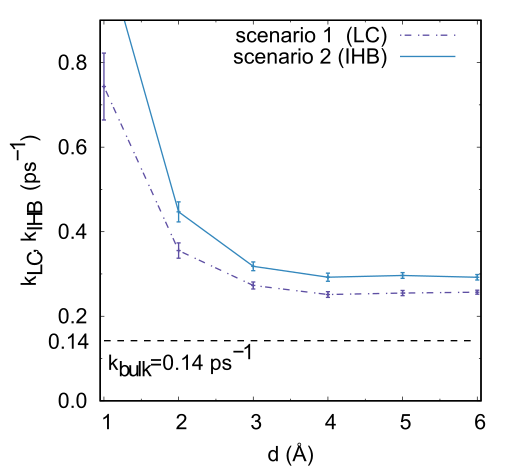 scenario 1 (LC)
scenario 2 (IHB)
k_LC, k_IHB (ps⁻¹)
0.8
0.6
0.4
0.2
0.14
0.0
k_bulk=0.14 ps⁻¹
1 2 3 4 5 6
d (Å)